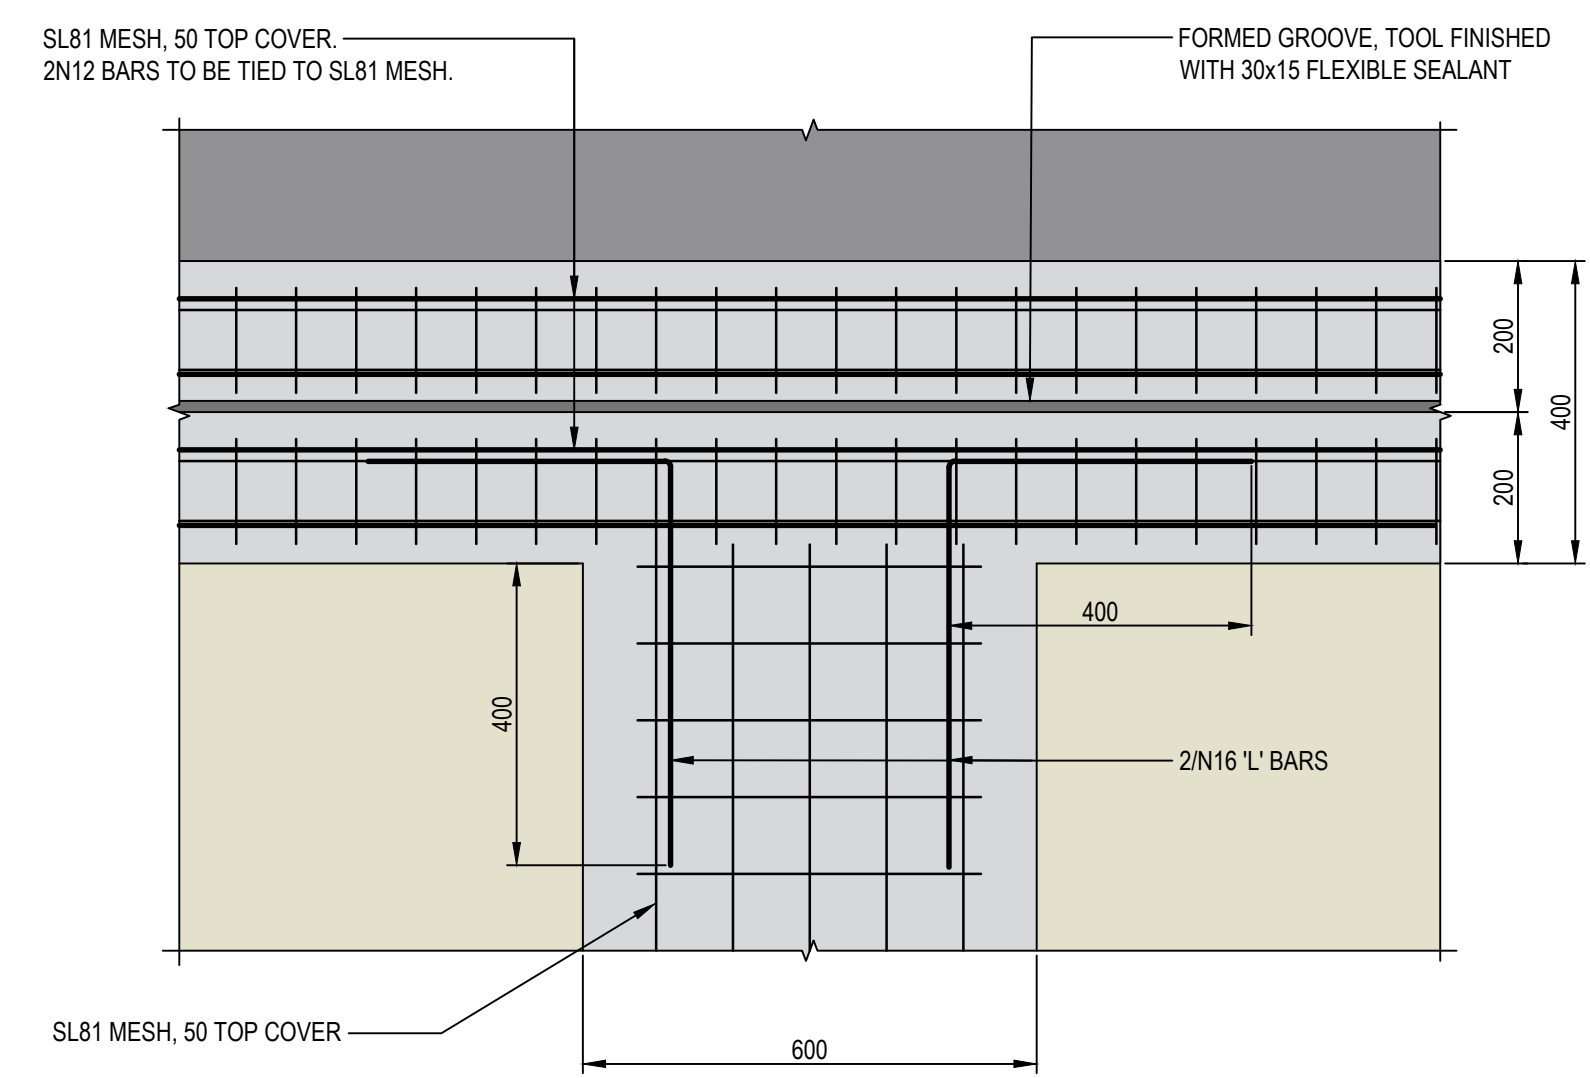 SL81 MESH, 50 TOP COVER.
2N12 BARS TO BE TIED TO SL81 MESH.
FORMED GROOVE, TOOL FINISHED
WITH 30x15 FLEXIBLE SEALANT
200
400
200
400
400
2/N16 'L' BARS
SL81 MESH, 50 TOP COVER
600